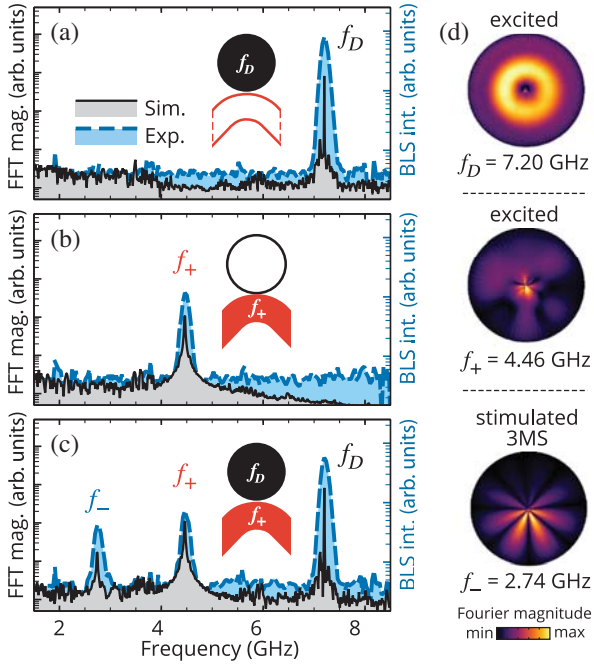 (a)
f_D
FFT mag. (arb. units)
BLS int. (arb. units)
f_D
Sim.
Exp.
(b)
f_+
FFT mag. (arb. units)
BLS int. (arb. units)
f_+
(c)
f_D
f_+
f_−
FFT mag. (arb. units)
BLS int. (arb. units)
f_D
f_+
2 4 6 8
Frequency (GHz)
(d)
excited
f_D = 7.20 GHz
excited
f_+ = 4.46 GHz
stimulated
3MS
f_− = 2.74 GHz
Fourier magnitude
min max